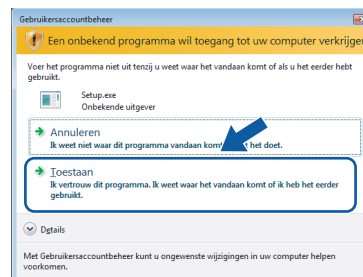 Gebruikersaccountbeheer
Een onbekend programma wil toegang tot uw computer verkrijgen
Voer het programma niet uit tenzij u weet waar het vandaan komt of als u het eerder hebt
gebruikt.
Setup.exe
Onbekende uitgever
Annuleren
Ik weet niet waar dit programma vandaan het doet.
Toestaan
Ik vertrouw dit programma. Ik weet waar het vandaan komt of ik heb het eerder
gebruikt.
Details
Met Gebruikersaccountbeheer kunt u ongewenste wijzigingen in uw computer helpen
voorkomen.